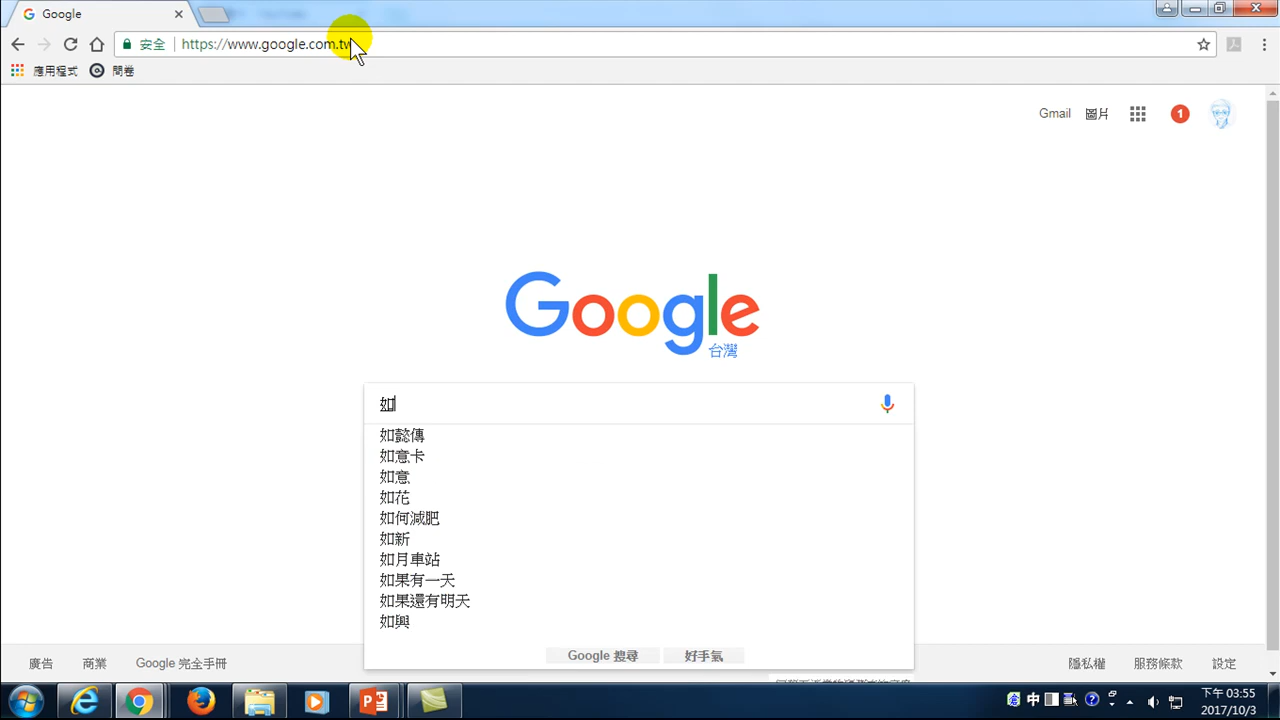 Google
安全 https://www.google.com.tw
應用程式 問卷
Gmail 圖片 1
Google
台灣
如
如懿傳
如意卡
如意
如花
如何減肥
如新
如月車站
如果有一天
如果還有明天
如興
Google 搜尋 好手氣
廣告 商業 Google 完全手冊 隱私權 服務條款 設定
中 下午 03:55
2017/10/3